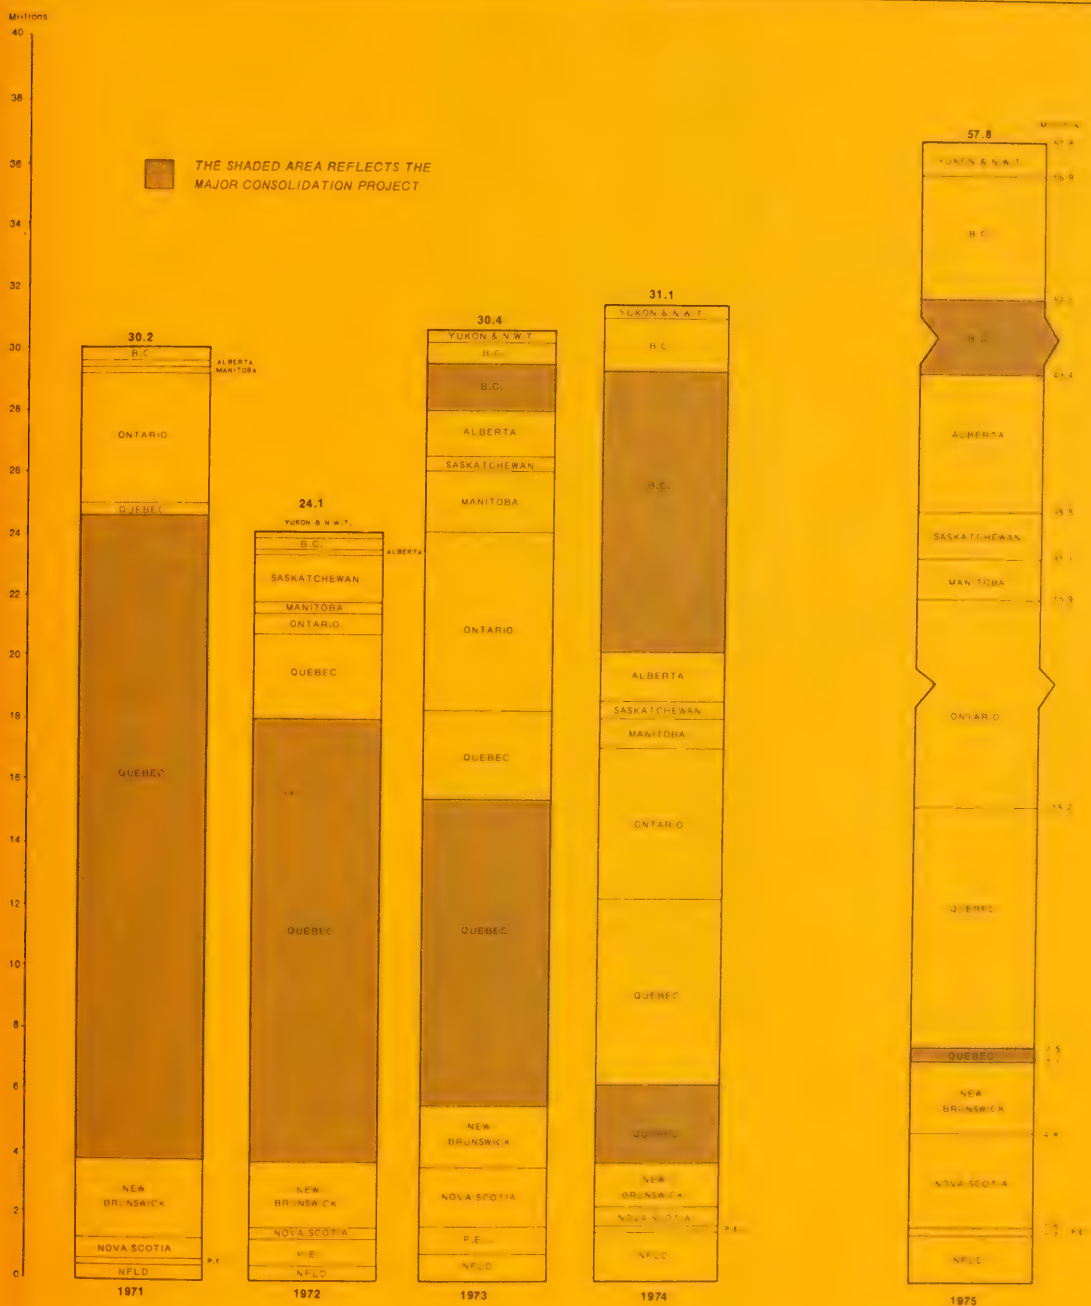 Millions
40
38
36
34
32
30
28
26
24
22
20
18
16
14
12
10
8
6
4
2
0
THE SHADED AREA REFLECTS THE
MAJOR CONSOLIDATION PROJECT
30.2
B.C.
ALBERTA
MANITOBA
ONTARIO
QUEBEC
QUEBEC
NEW
BRUNSWICK
NOVA SCOTIA
NFLD
1971
24.1
YUKON & N.W.T.
B.C.
ALBERTA
SASKATCHEWAN
MANITOBA
ONTARIO
QUEBEC
QUEBEC
NEW
BRUNSWICK
NOVA SCOTIA
NFLD
1972
30.4
YUKON & N.W.T.
B.C.
B.C.
ALBERTA
SASKATCHEWAN
MANITOBA
ONTARIO
QUEBEC
QUEBEC
NEW
BRUNSWICK
NOVA SCOTIA
NFLD
1973
31.1
YUKON & N.W.T.
B.C.
B.C.
ALBERTA
SASKATCHEWAN
MANITOBA
ONTARIO
QUEBEC
QUEBEC
NEW
BRUNSWICK
NOVA SCOTIA
NFLD
1974
57.8
YUKON & N.W.T.
B.C.
B.C.
ALBERTA
SASKATCHEWAN
MANITOBA
ONTARIO
QUEBEC
QUEBEC
NEW
BRUNSWICK
NOVA SCOTIA
NFLD
1975